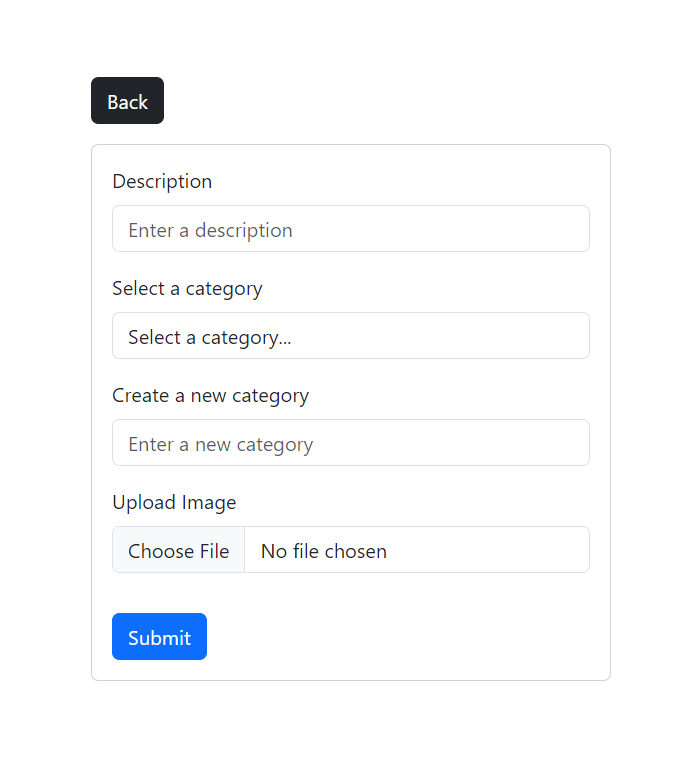 Back
Description
Enter a description
Select a category
Select a category...
Create a new category
Enter a new category
Upload Image
Choose File No file chosen
Submit